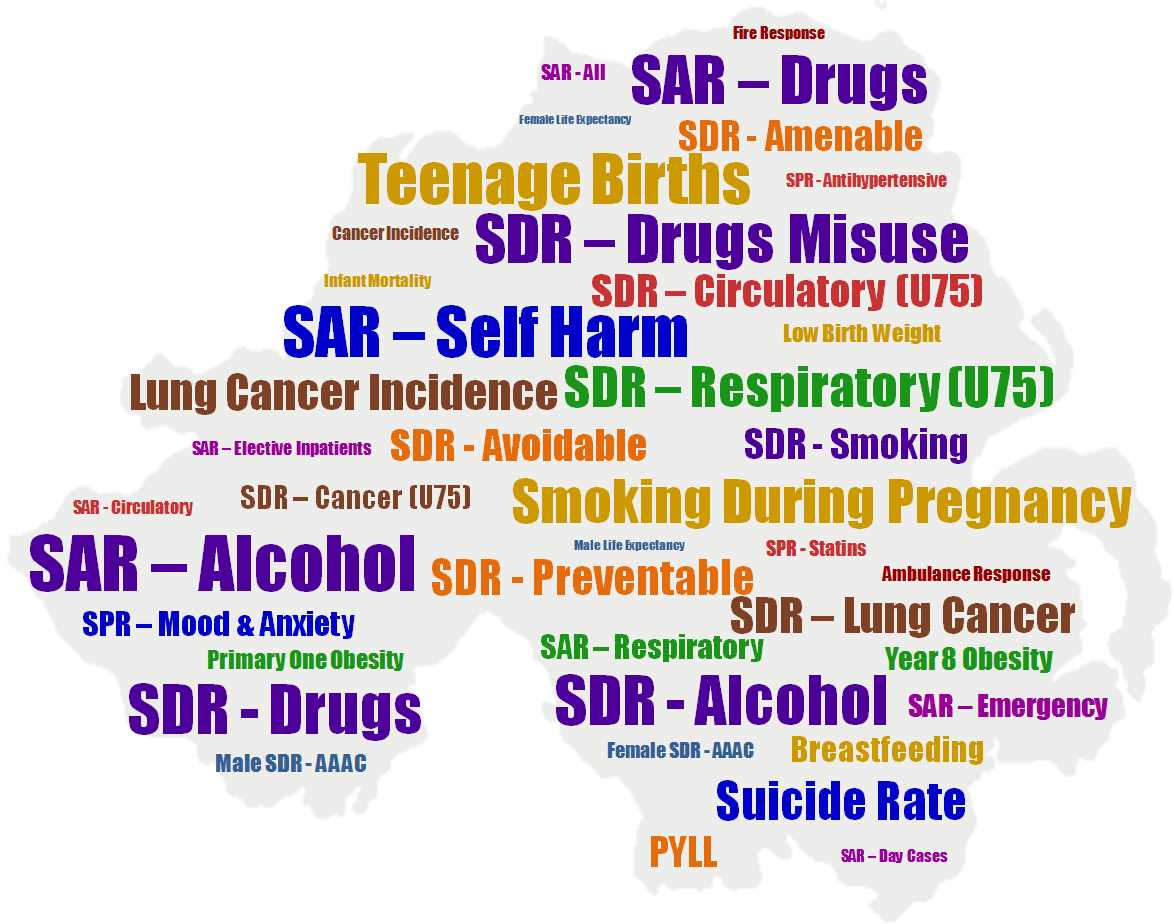 Fire Response
SAR - All
SAR – Drugs
Female Life Expectancy
SDR - Amenable
Teenage Births
SPR - Antihypertensive
Cancer Incidence
SDR – Drugs Misuse
Infant Mortality
SDR – Circulatory (U75)
SAR – Self Harm
Low Birth Weight
Lung Cancer Incidence
SDR – Respiratory (U75)
SAR – Elective Inpatients
SDR - Avoidable
SDR - Smoking
SAR - Circulatory
SDR – Cancer (U75)
Smoking During Pregnancy
SAR – Alcohol
Male Life Expectancy
SPR - Statins
SDR - Preventable
Ambulance Response
SPR – Mood & Anxiety
SDR – Lung Cancer
Primary One Obesity
SAR – Respiratory
Year 8 Obesity
SDR - Drugs
SDR - Alcohol
SAR – Emergency
Male SDR - AAAC
Female SDR - AAAC
Breastfeeding
Suicide Rate
PYLL
SAR – Day Cases